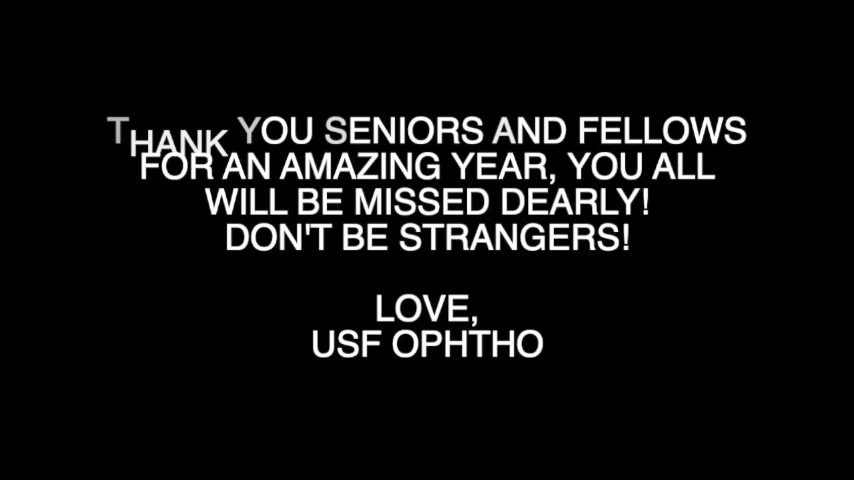 THANK YOU SENIORS AND FELLOWS
FOR AN AMAZING YEAR, YOU ALL
WILL BE MISSED DEARLY!
DON'T BE STRANGERS!
LOVE,
USF OPHTHO